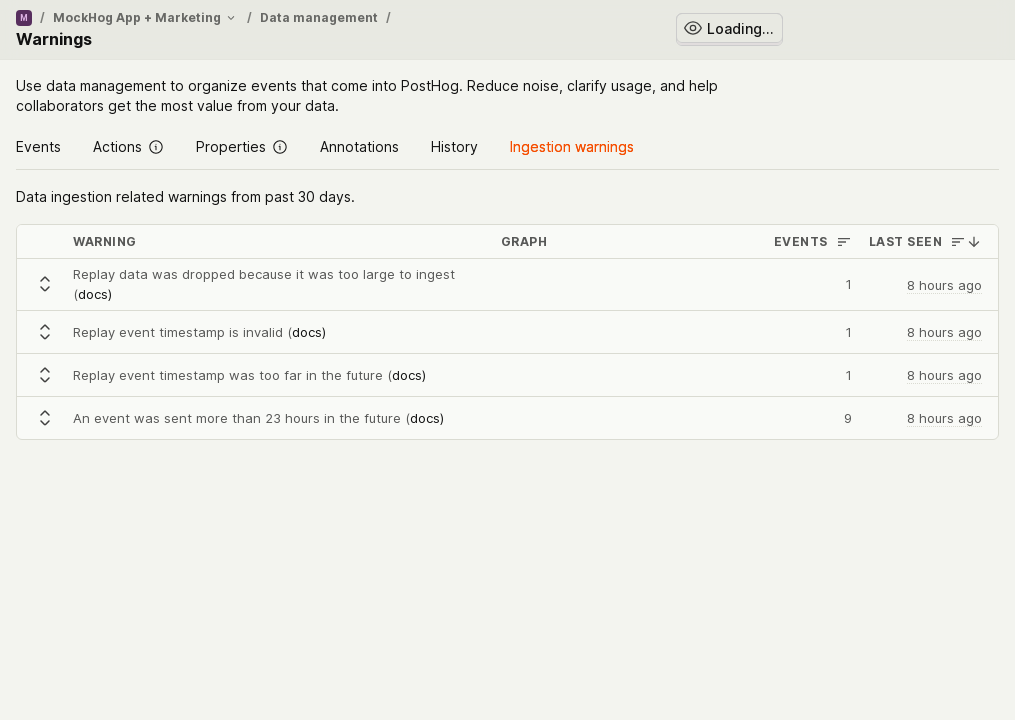 M / MockHog App + Marketing / Data management /
Warnings
Loading...
Use data management to organize events that come into PostHog. Reduce noise, clarify usage, and help
collaborators get the most value from your data.
Events Actions Properties Annotations History Ingestion warnings
Data ingestion related warnings from past 30 days.
WARNING GRAPH EVENTS LAST SEEN
Replay data was dropped because it was too large to ingest
(docs) 1 8 hours ago
Replay event timestamp is invalid (docs) 1 8 hours ago
Replay event timestamp was too far in the future (docs) 1 8 hours ago
An event was sent more than 23 hours in the future (docs) 9 8 hours ago